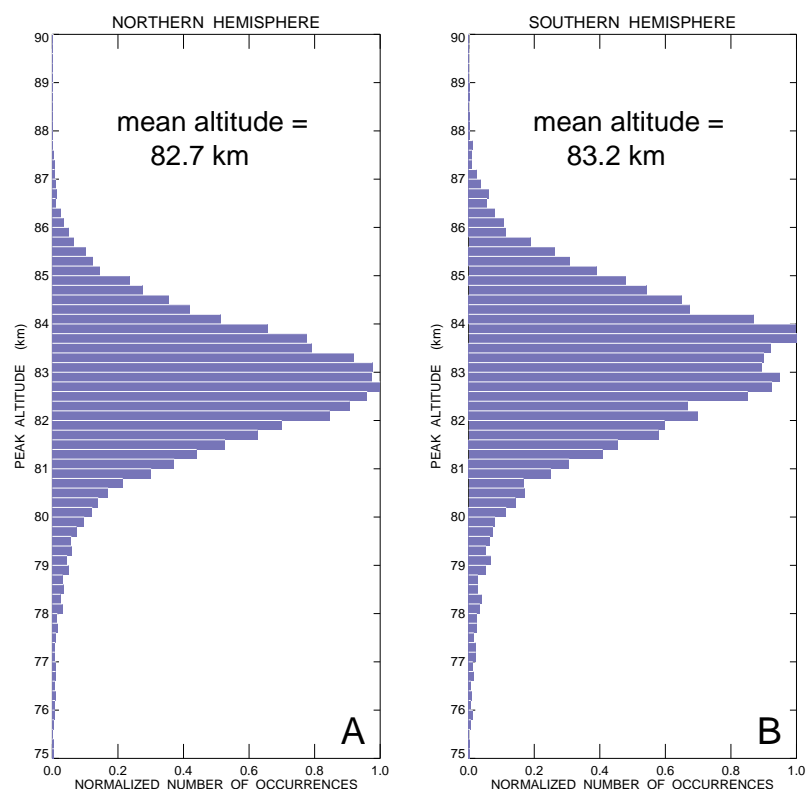 NORTHERN HEMISPHERE
90
89
88
87
86
85
84
83
82
81
80
79
78
77
76
75
PEAK ALTITUDE (km)
mean altitude =
82.7 km
A
0.0 0.2 0.4 0.6 0.8 1.0
NORMALIZED NUMBER OF OCCURRENCES
SOUTHERN HEMISPHERE
90
89
88
87
86
85
84
83
82
81
80
79
78
77
76
75
PEAK ALTITUDE (km)
mean altitude =
83.2 km
B
0.0 0.2 0.4 0.6 0.8 1.0
NORMALIZED NUMBER OF OCCURRENCES